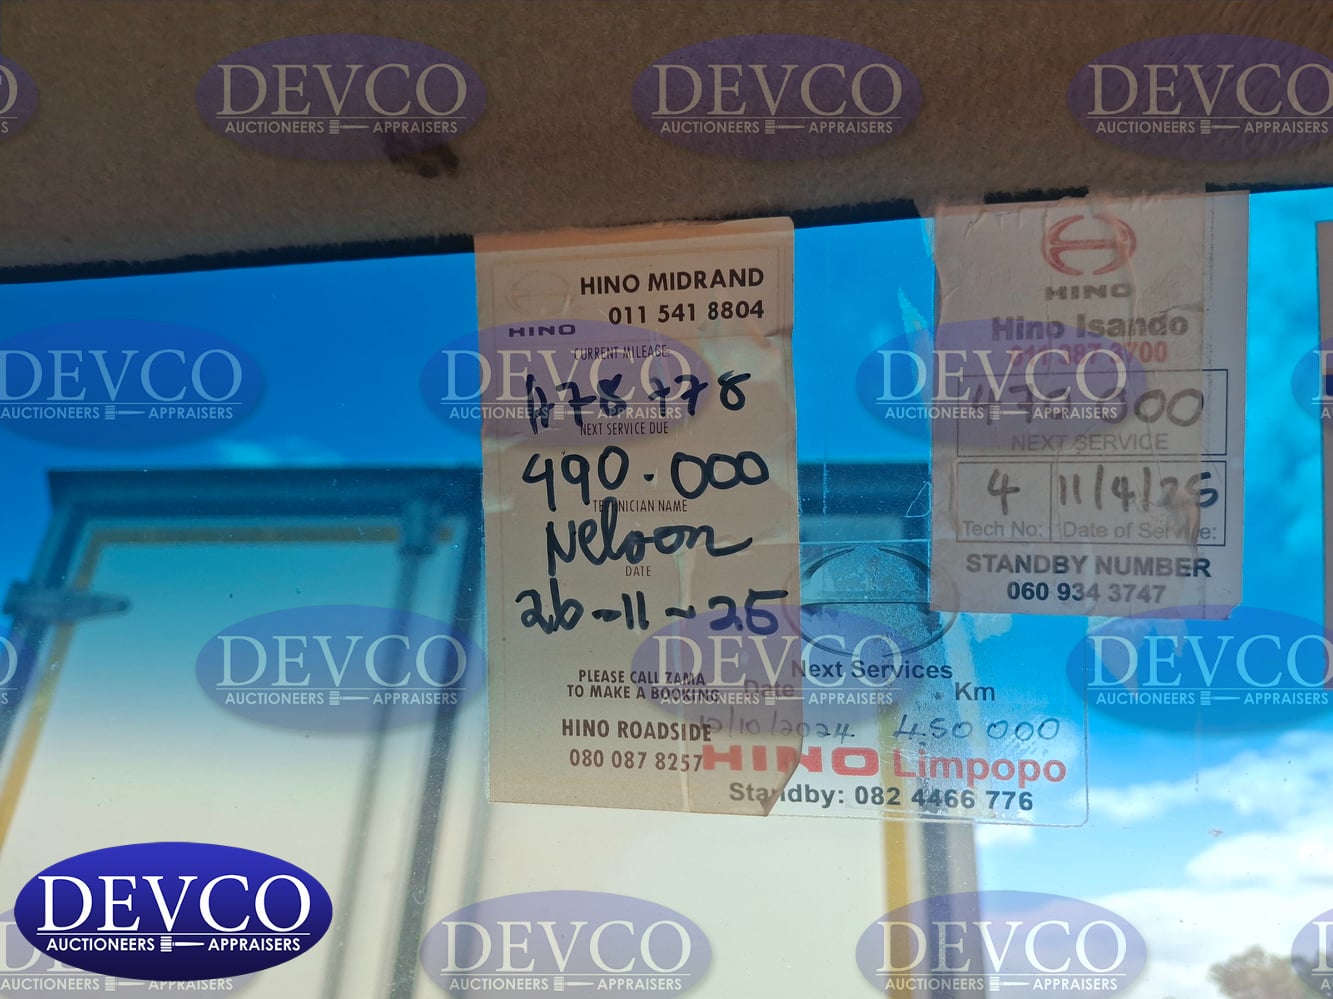 HINO MIDRAND
011 541 8804
HINO
CURRENT MILEAGE:
478 778
NEXT SERVICE DUE
490.000
TECHNICIAN NAME
Nelson
DATE
26-11-25
PLEASE CALL ZAMA
TO MAKE A BOOKING
HINO ROADSIDE
080 087 8257
HINO
Hino Isando
NEXT SERVICE
4 11/4/25
Tech No: Date of Service:
STANDBY NUMBER
060 934 3747
Next Services
Date Km
/10/2024 450 000
HINO Limpopo
Standby: 082 4466 776
DEVCO
AUCTIONEERS APPRAISERS